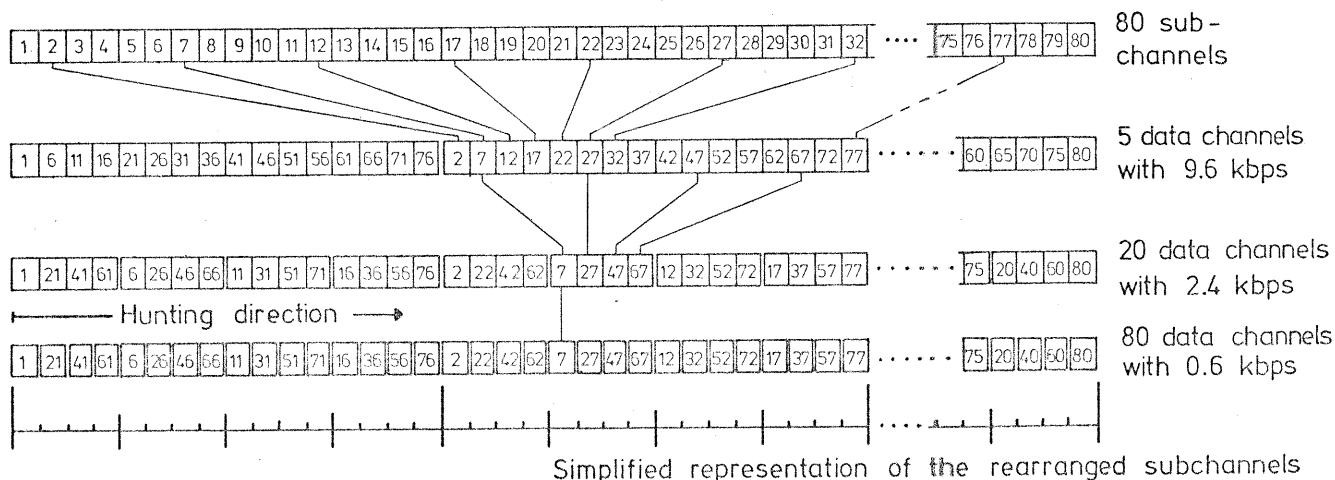 1 2 3 4 5 6 7 8 9 10 11 12 13 14 15 16 17 18 19 20 21 22 23 24 25 26 27 28 29 30 31 32 .... 75 76 77 78 79 80
80 sub-
channels
1 6 11 16 21 26 31 36 41 46 51 56 61 66 71 76 2 7 12 17 22 27 32 37 42 47 52 57 62 67 72 77 ...... 60 65 70 75 80
5 data channels
with 9.6 kbps
1 21 41 61 6 26 46 66 11 31 51 71 16 36 56 76 2 22 42 62 7 27 47 67 12 32 52 72 17 37 57 77 ...... 75 20 40 60 80
20 data channels
with 2.4 kbps
Hunting direction
1 21 41 61 6 26 46 66 11 31 51 71 16 36 56 76 2 22 42 62 7 27 47 67 12 32 52 72 17 37 57 77 ...... 75 20 40 60 80
80 data channels
with 0.6 kbps
Simplified representation of the rearranged subchannels